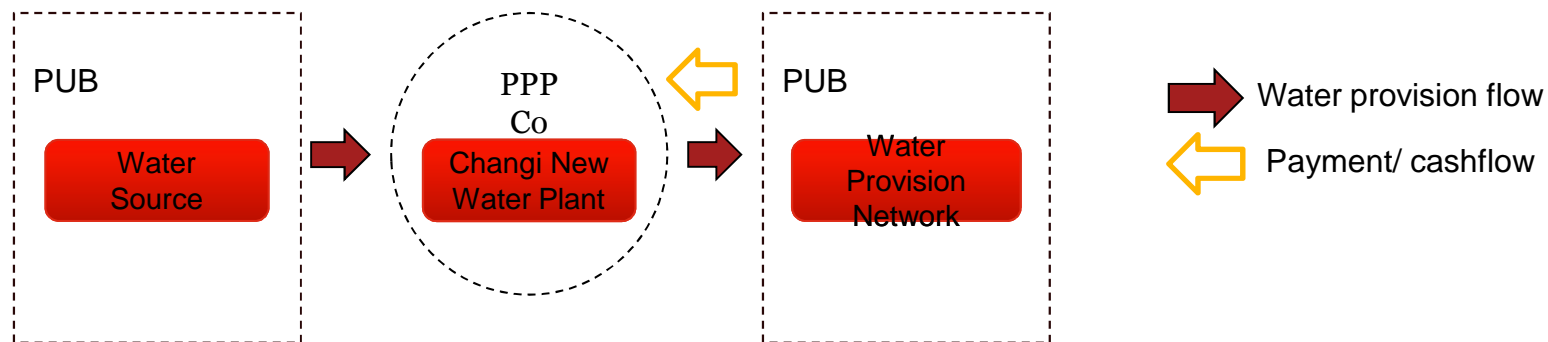 PUB
Water
Source
PPP
Co
Changi New
Water Plant
PUB
Water
Provision
Network
Water provision flow
Payment/ cashflow